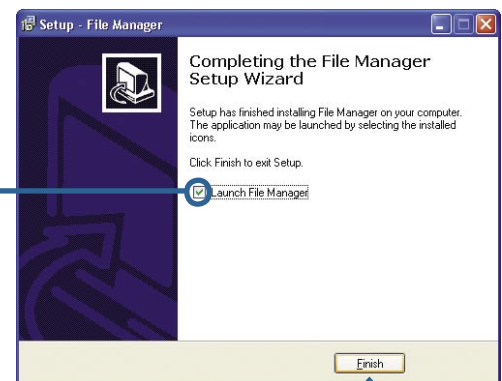 Setup - File Manager
Completing the File Manager
Setup Wizard
Setup has finished installing File Manager on your computer.
The application may be launched by selecting the installed
icons.
Click Finish to exit Setup.
Launch File Manager
Finish